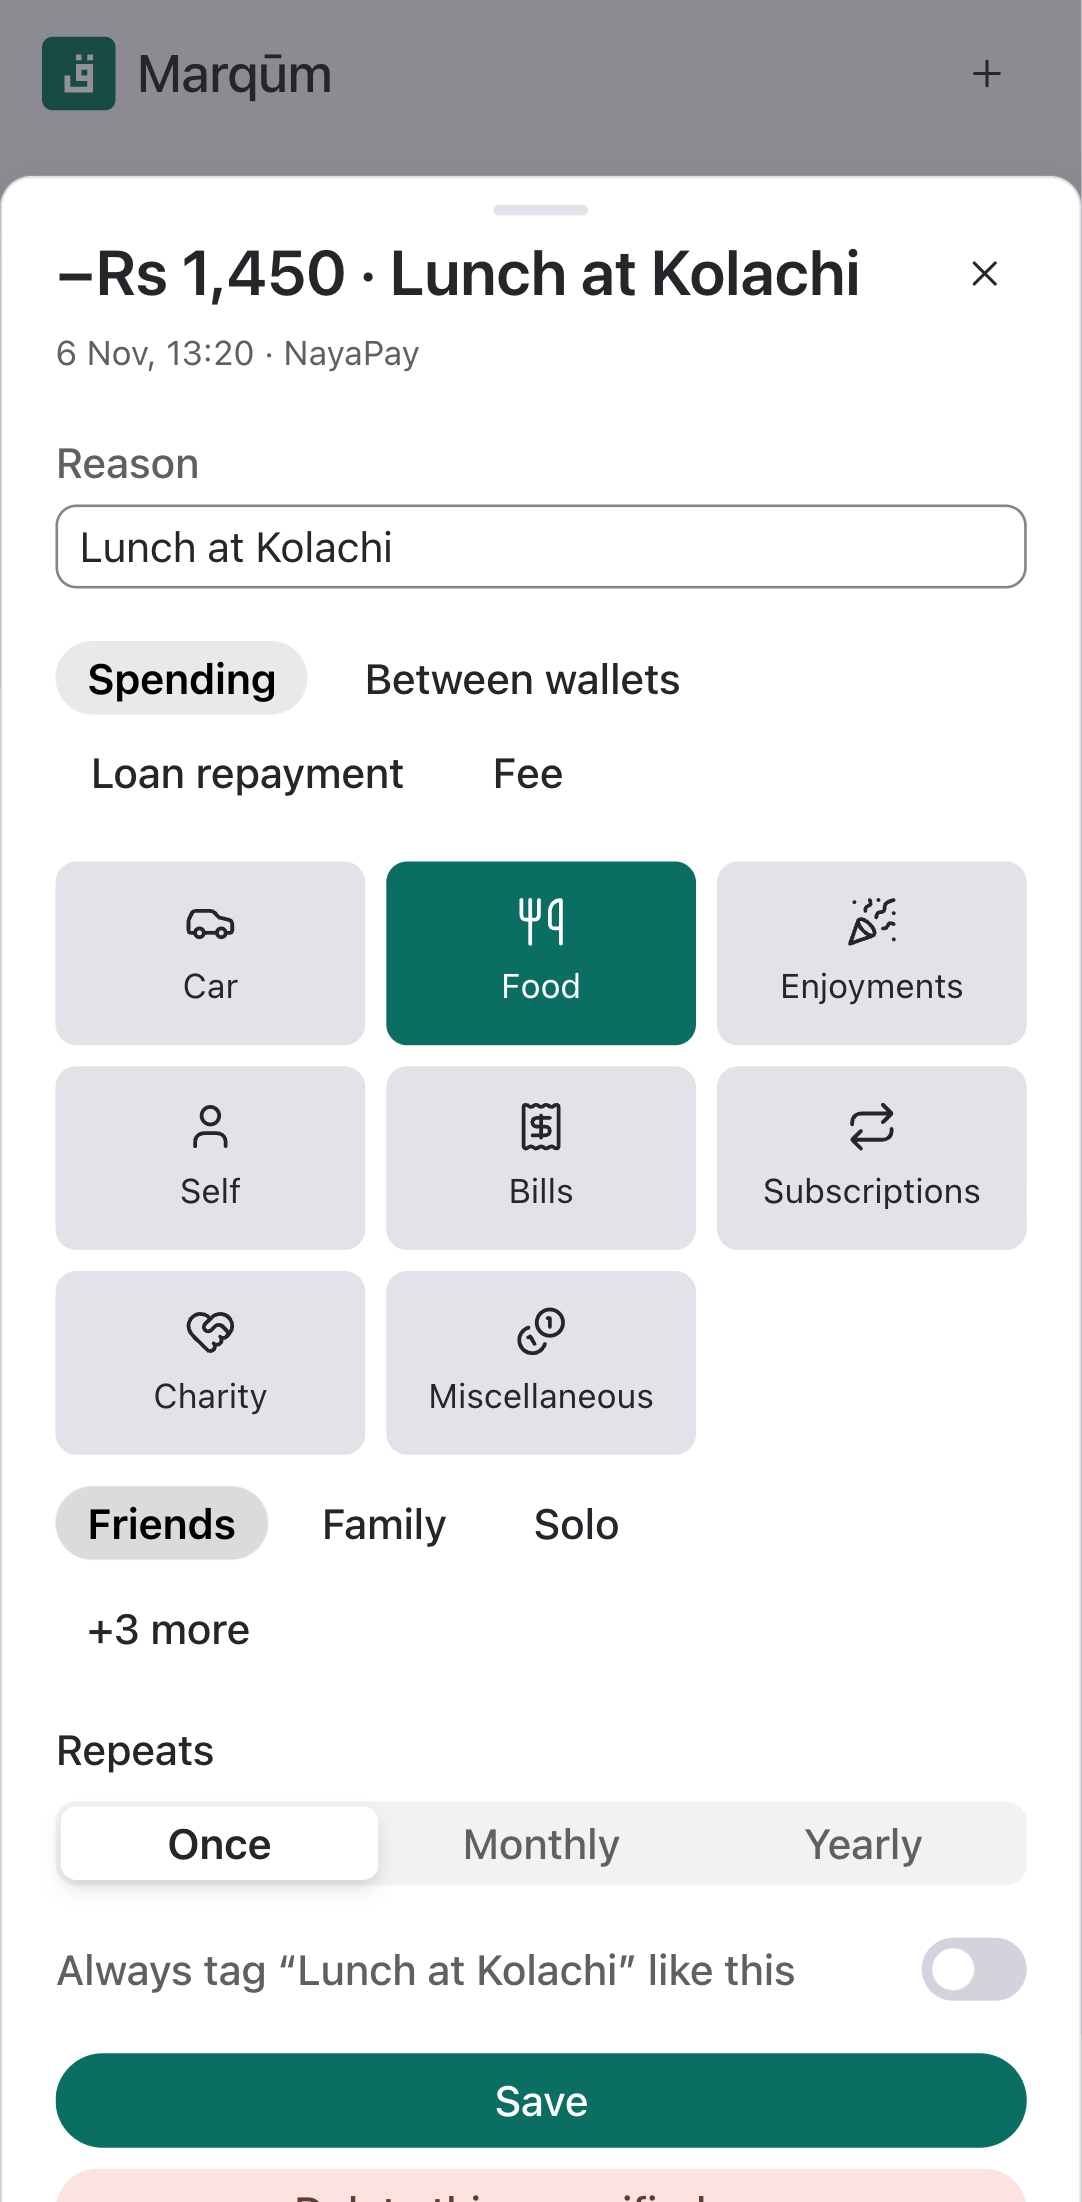 Marqūm
–Rs 1,450 · Lunch at Kolachi
6 Nov, 13:20 · NayaPay
Reason
Lunch at Kolachi
Spending Between wallets
Loan repayment Fee
Car Food Enjoyments
Self Bills Subscriptions
Charity Miscellaneous
Friends Family Solo
+3 more
Repeats
Once Monthly Yearly
Always tag “Lunch at Kolachi” like this
Save